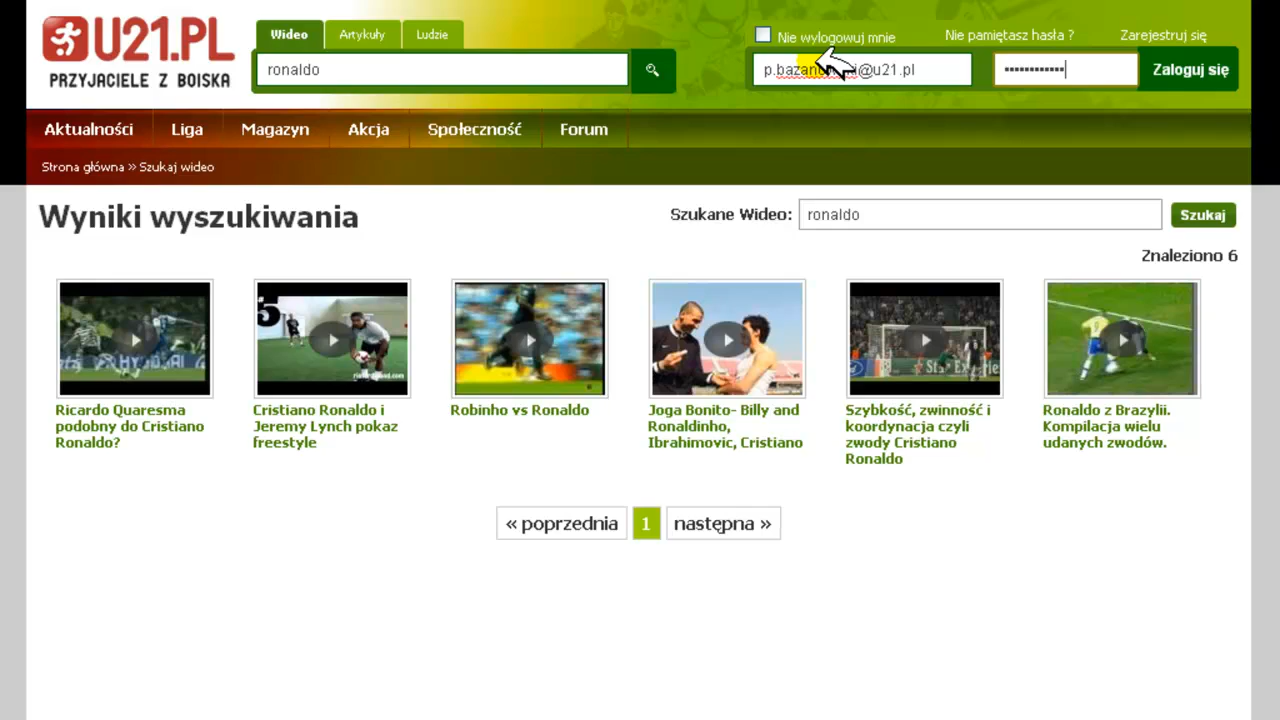 U21.PL
PRZYJACIELE Z BOISKA
Wideo
Artykuły
Ludzie
ronaldo
Nie wylogowuj mnie
Nie pamiętasz hasła ?
Zarejestruj się
Zaloguj się
Aktualności
Liga
Magazyn
Akcja
Społeczność
Forum
Strona główna » Szukaj wideo
Wyniki wyszukiwania
Szukane Wideo:
ronaldo
Szukaj
Znaleziono 6
Ricardo Quaresma
podobny do Cristiano
Ronaldo?
Cristiano Ronaldo i
Jeremy Lynch pokaz
freestyle
Robinho vs Ronaldo
Joga Bonito- Billy and
Ronaldinho,
Ibrahimovic, Cristiano
Szybkość, zwinność i
koordynacja czyli
zwody Cristiano
Ronaldo
Ronaldo z Brazylii.
Kompilacja wielu
udanych zwodów.
« poprzednia
1
następna »